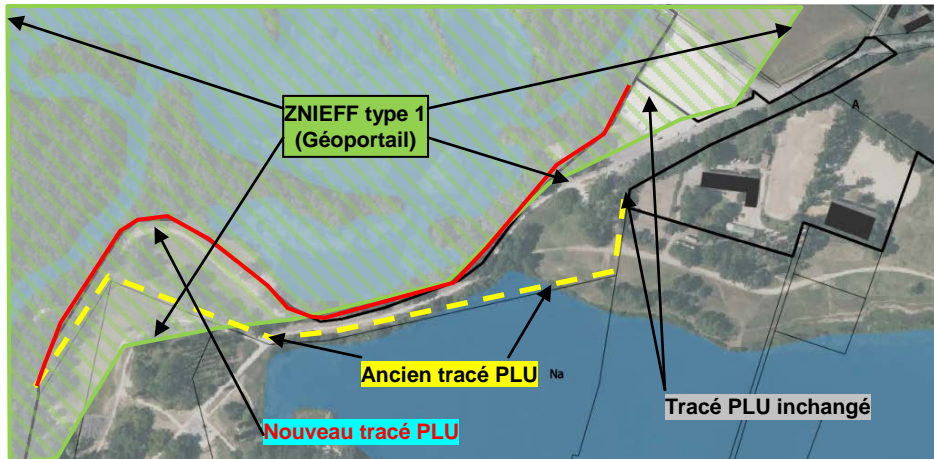 ZNIEFF type 1
(Géoportail)
A
Ancien tracé PLU
Na
Tracé PLU inchangé
Nouveau tracé PLU